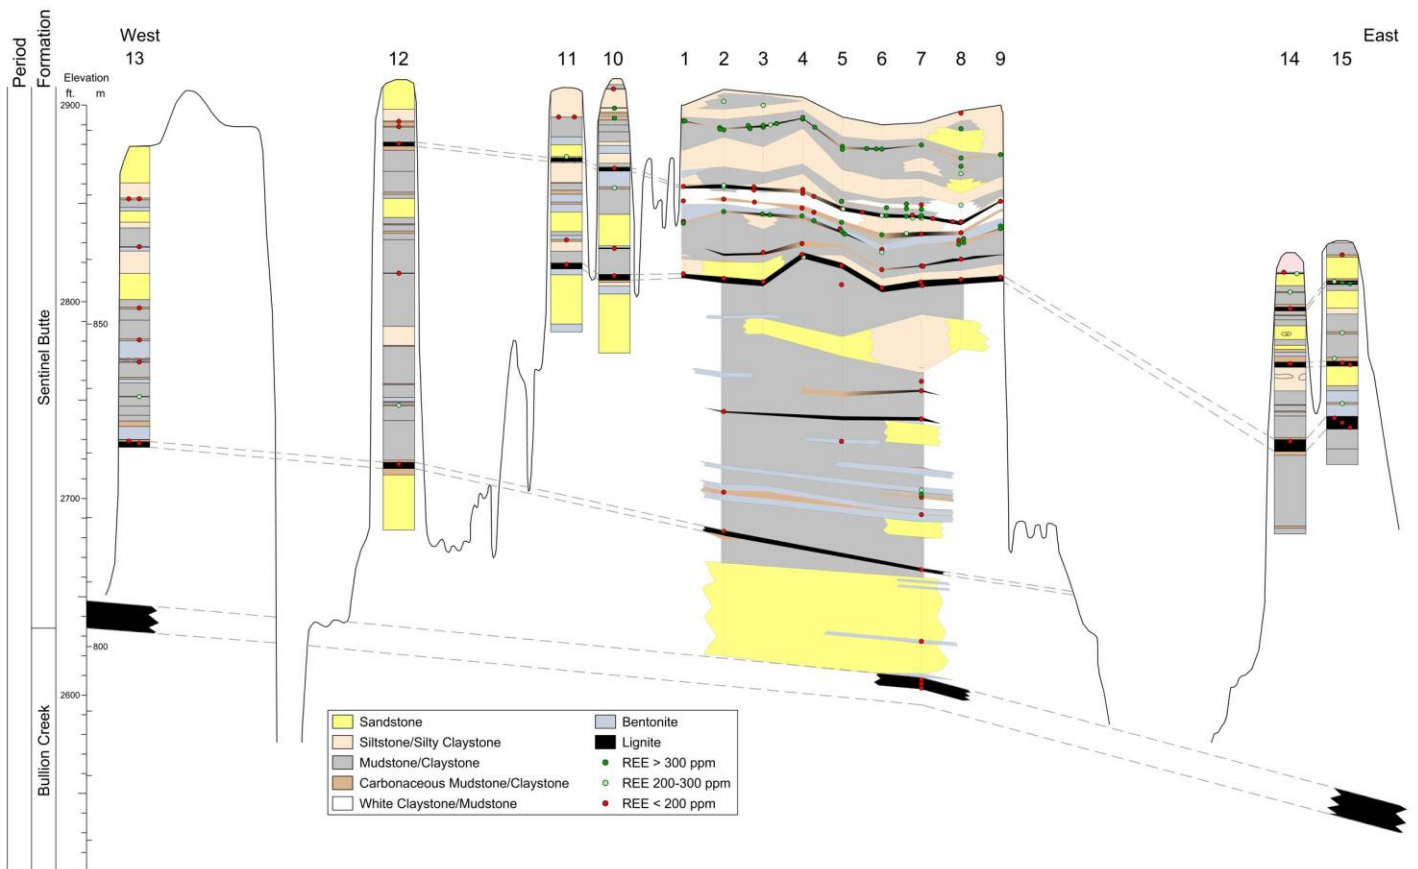 West
East
Period
Formation
13
12
11
10
1
2
3
4
5
6
7
8
9
14
15
Elevation
ft. m
2900
2800
850
2700
800
2600
Sentinel Butte
Bullion Creek
Sandstone
Siltstone/Silty Claystone
Mudstone/Claystone
Carbonaceous Mudstone/Claystone
White Claystone/Mudstone
Bentonite
Lignite
REE > 300 ppm
REE 200-300 ppm
REE < 200 ppm